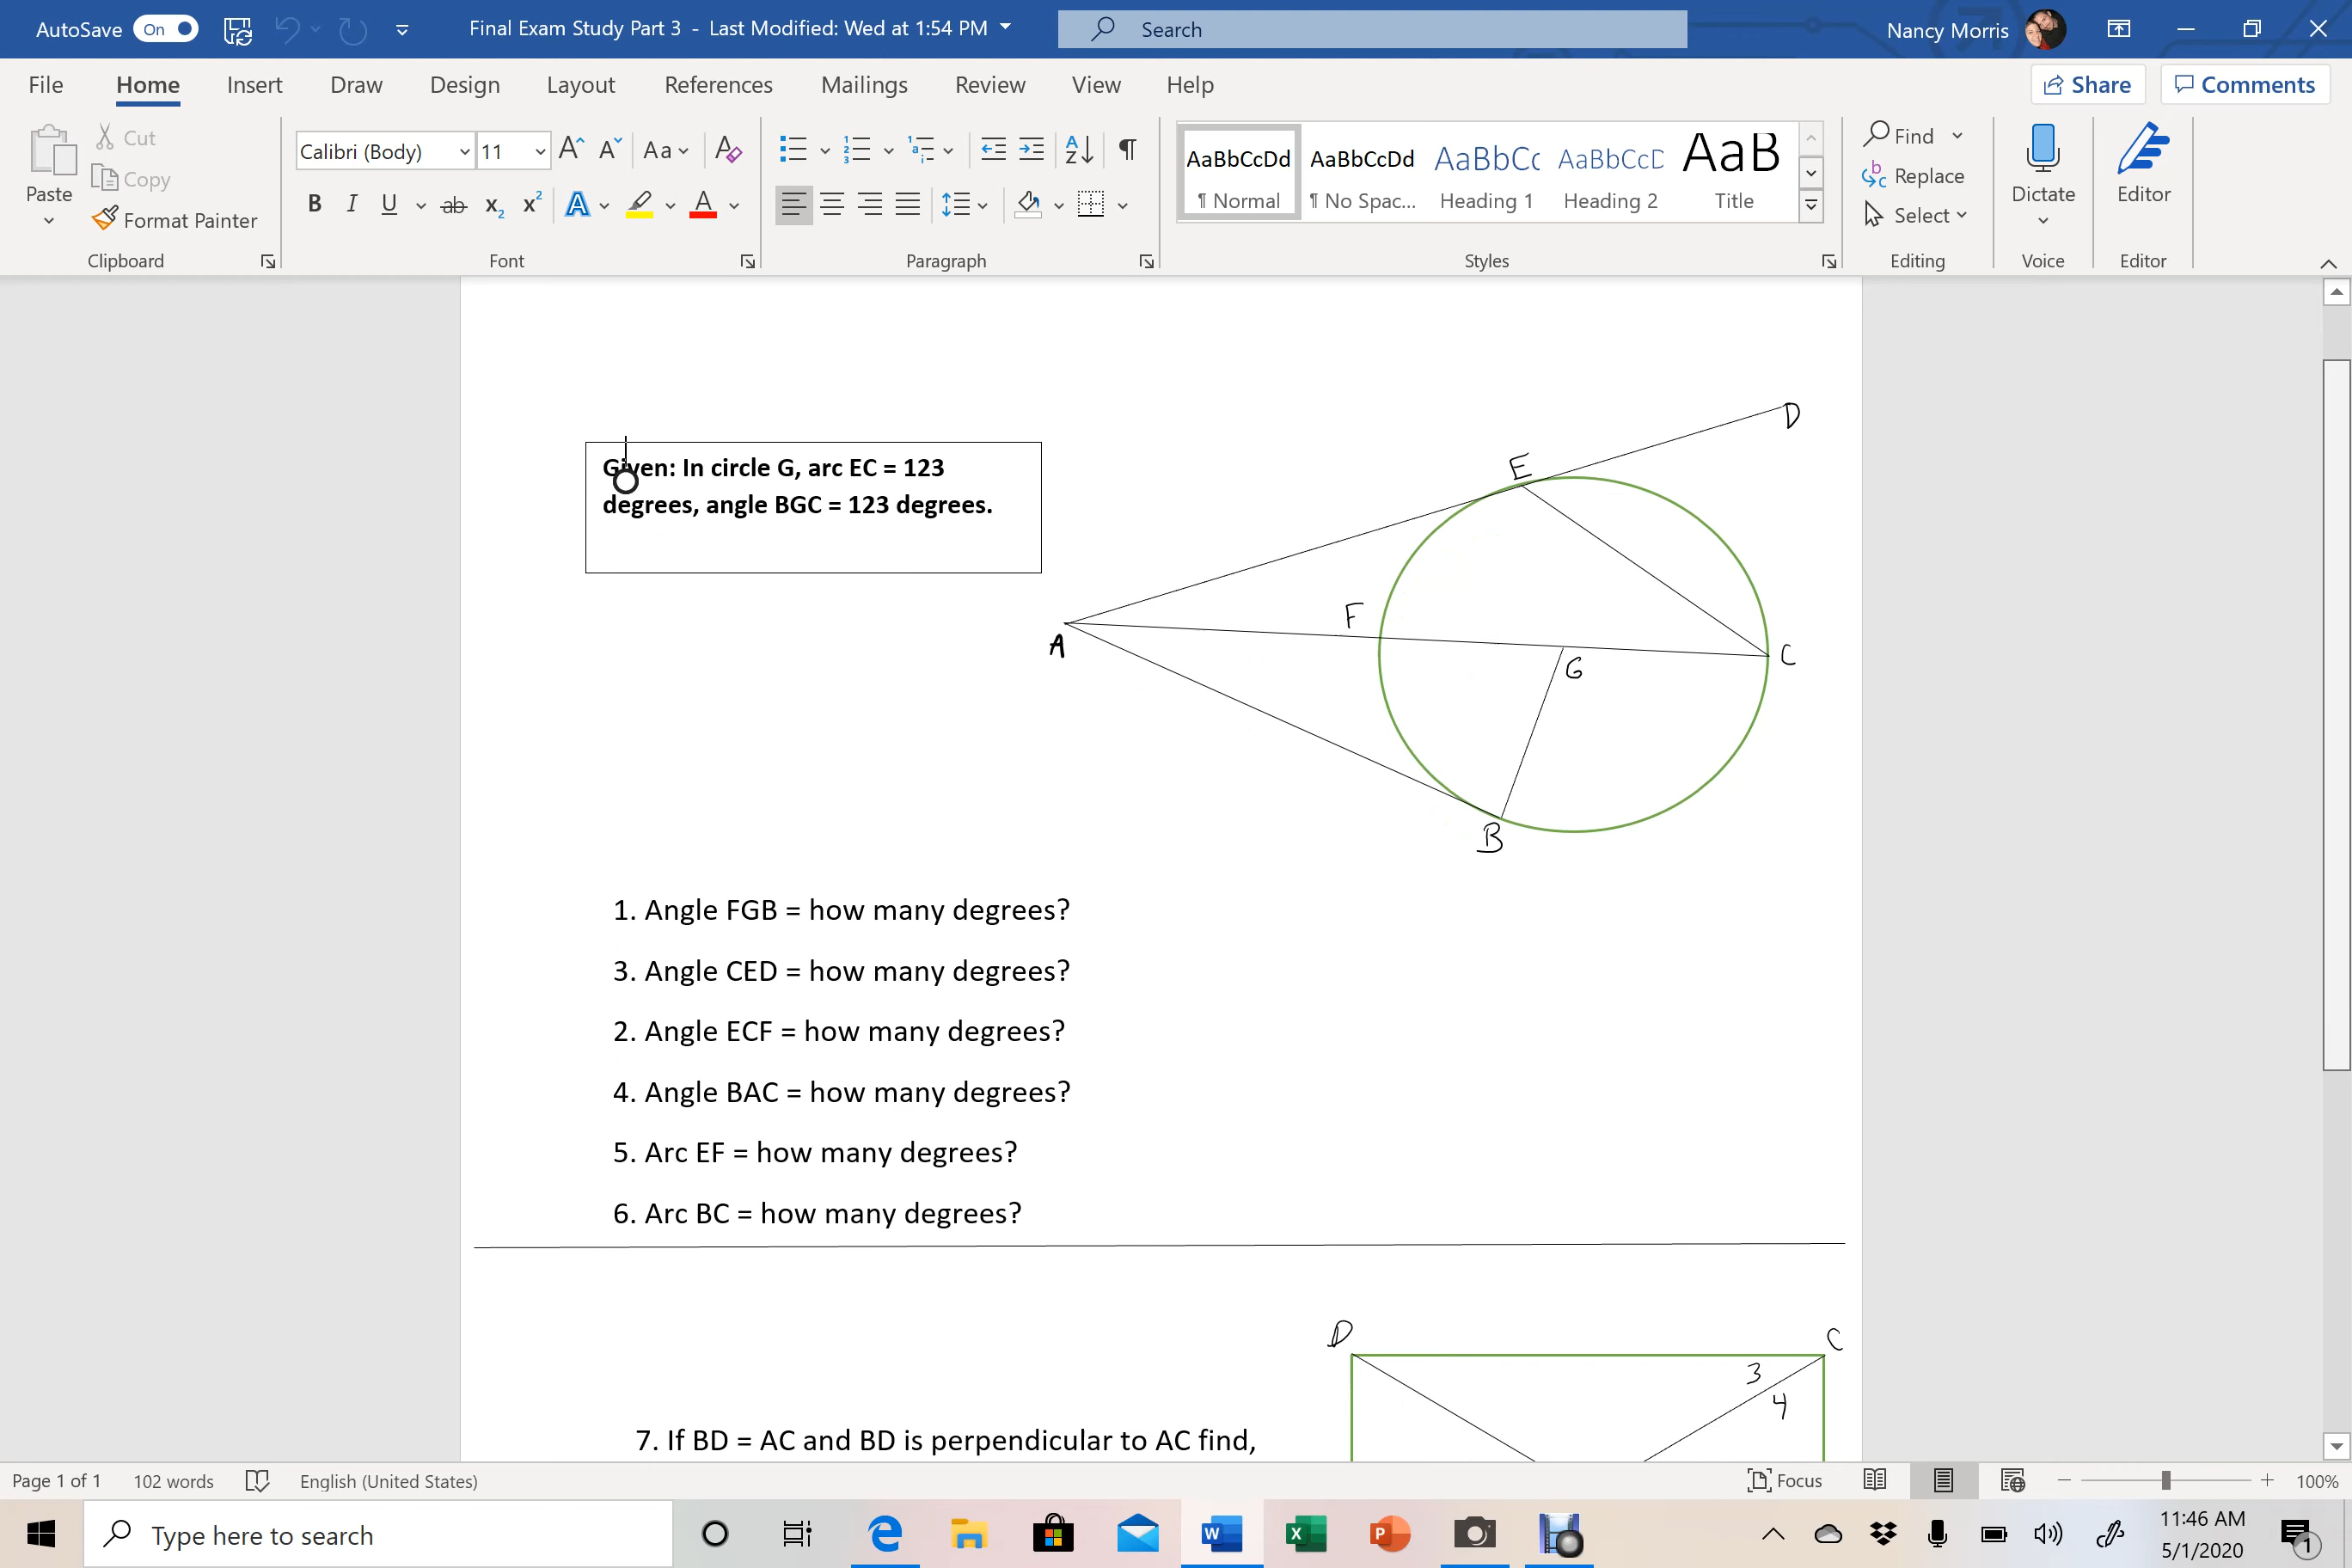 AutoSave On Final Exam Study Part 3 - Last Modified: Wed at 1:54 PM Search Nancy Morris
File Home Insert Draw Design Layout References Mailings Review View Help Share Comments
Paste Cut Copy Format Painter
Calibri (Body) 11 Aa
B I U ab x2 x2 A A
AaBbCcDd AaBbCcDd AaBbCc AaBbCcD AaB
¶ Normal ¶ No Spac... Heading 1 Heading 2 Title
Find Replace Select
Dictate Editor
Clipboard Font Paragraph Styles Editing Voice Editor
Given: In circle G, arc EC = 123
degrees, angle BGC = 123 degrees.
D
E
F
A
C
G
B
1. Angle FGB = how many degrees?
3. Angle CED = how many degrees?
2. Angle ECF = how many degrees?
4. Angle BAC = how many degrees?
5. Arc EF = how many degrees?
6. Arc BC = how many degrees?
D C
3
4
7. If BD = AC and BD is perpendicular to AC find,
Page 1 of 1 102 words English (United States) Focus 100%
Type here to search
11:46 AM
5/1/2020
1